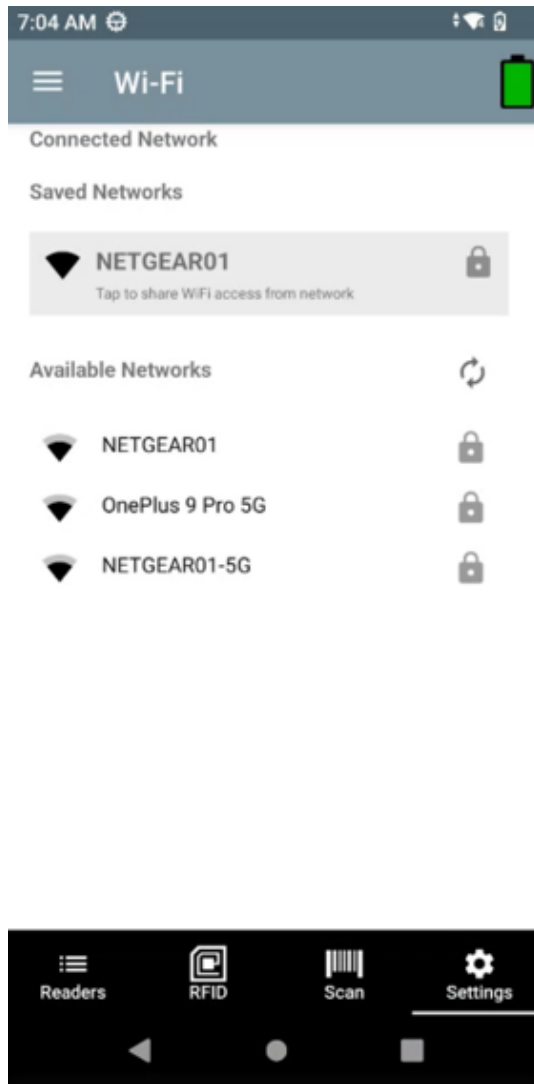 7:04 AM
Wi-Fi
Connected Network
Saved Networks
NETGEAR01
Tap to share WiFi access from network
Available Networks
NETGEAR01
OnePlus 9 Pro 5G
NETGEAR01-5G
Readers RFID Scan Settings